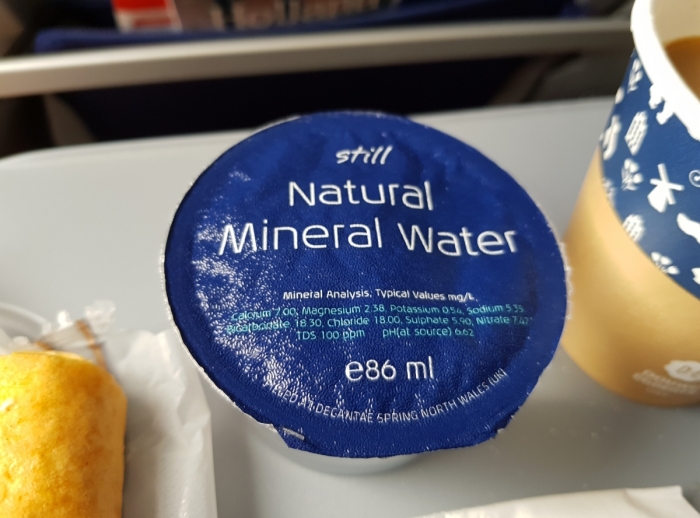 Holland
still
Natural
Mineral Water
Mineral Analysis. Typical Values mg/L
Calcium 7.00, Magnesium 2.38, Potassium 0.54, Sodium 5.35
Bicarbonate 18.30, Chloride 18.00, Sulphate 5.90, Nitrate
TDS 100 ppm pH(at source) 6.62
e86 ml
AT DECANTAE SPRING NORTH WALES (UK)